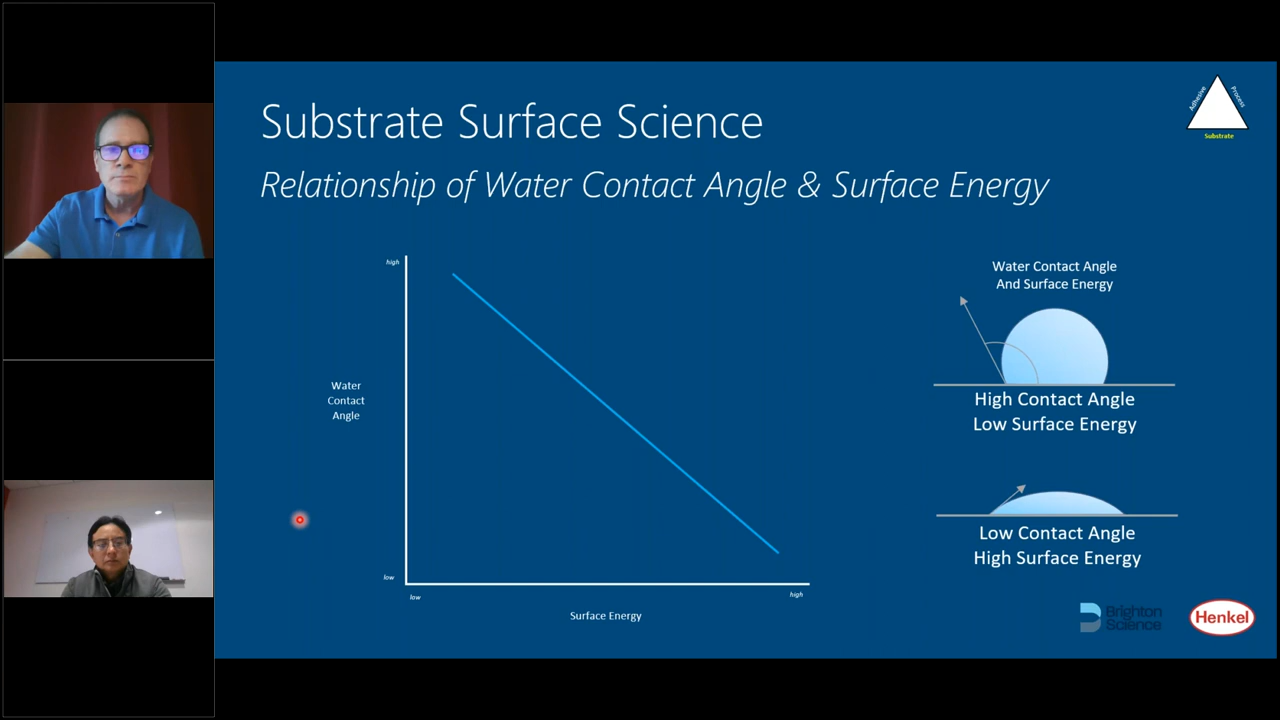 Substrate Surface Science
Relationship of Water Contact Angle & Surface Energy
Adhesive
Process
Substrate
high
Water
Contact
Angle
low
low
high
Surface Energy
Water Contact Angle
And Surface Energy
High Contact Angle
Low Surface Energy
Low Contact Angle
High Surface Energy
Brighton
Science
Henkel